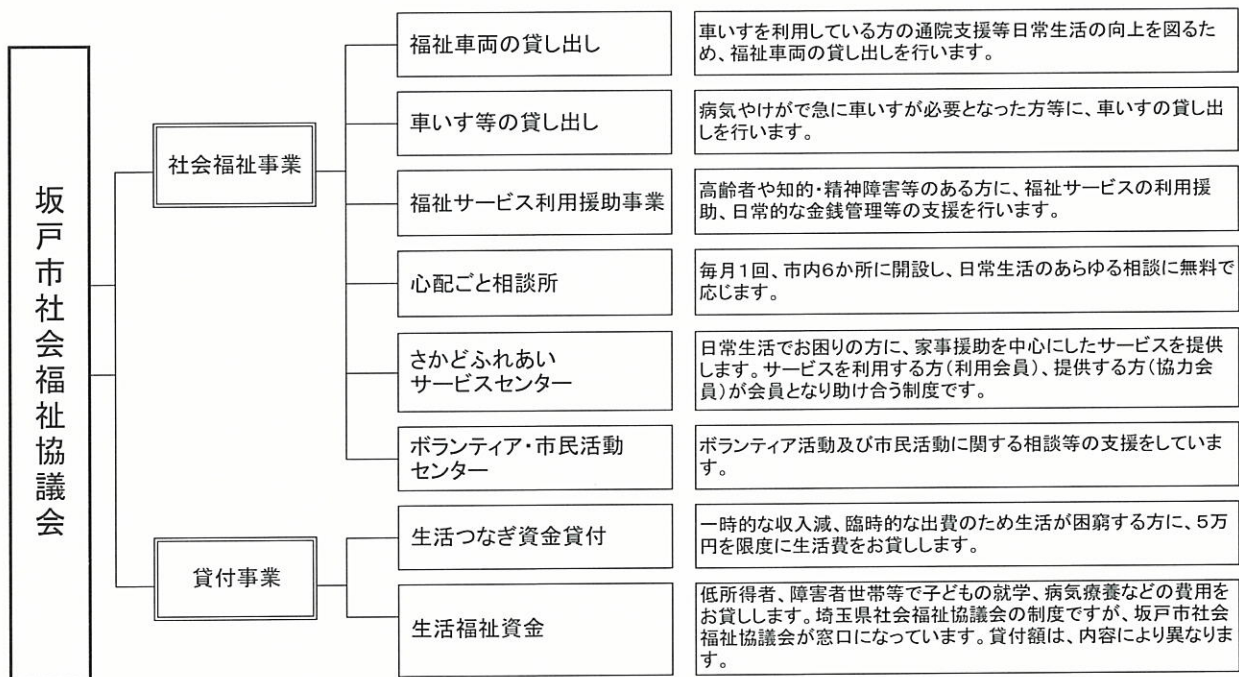 坂戸市社会福祉協議会
社会福祉事業
福祉車両の貸し出し
車いすを利用している方の通院支援等日常生活の向上を図るた
め、福祉車両の貸し出しを行います。
車いす等の貸し出し
病気やけがで急に車いすが必要となった方等に、車いすの貸し出
しを行います。
福祉サービス利用援助事業
高齢者や知的・精神障害等のある方に、福祉サービスの利用援
助、日常的な金銭管理等の支援を行います。
心配ごと相談所
毎月1回、市内6か所に開設し、日常生活のあらゆる相談に無料で
応じます。
さかどふれあい
サービスセンター
日常生活でお困りの方に、家事援助を中心にしたサービスを提供
します。サービスを利用する方(利用会員)、提供する方(協力会
員)が会員となり助け合う制度です。
ボランティア・市民活動
センター
ボランティア活動及び市民活動に関する相談等の支援をしていま
す。
貸付事業
生活つなぎ資金貸付
一時的な収入減、臨時的な出費のため生活が困窮する方に、5万
円を限度に生活費をお貸しします。
生活福祉資金
低所得者、障害者世帯等で子どもの就学、病気療養などの費用を
お貸しします。埼玉県社会福祉協議会の制度ですが、坂戸市社会
福祉協議会が窓口になっています。貸付額は、内容により異なりま
す。